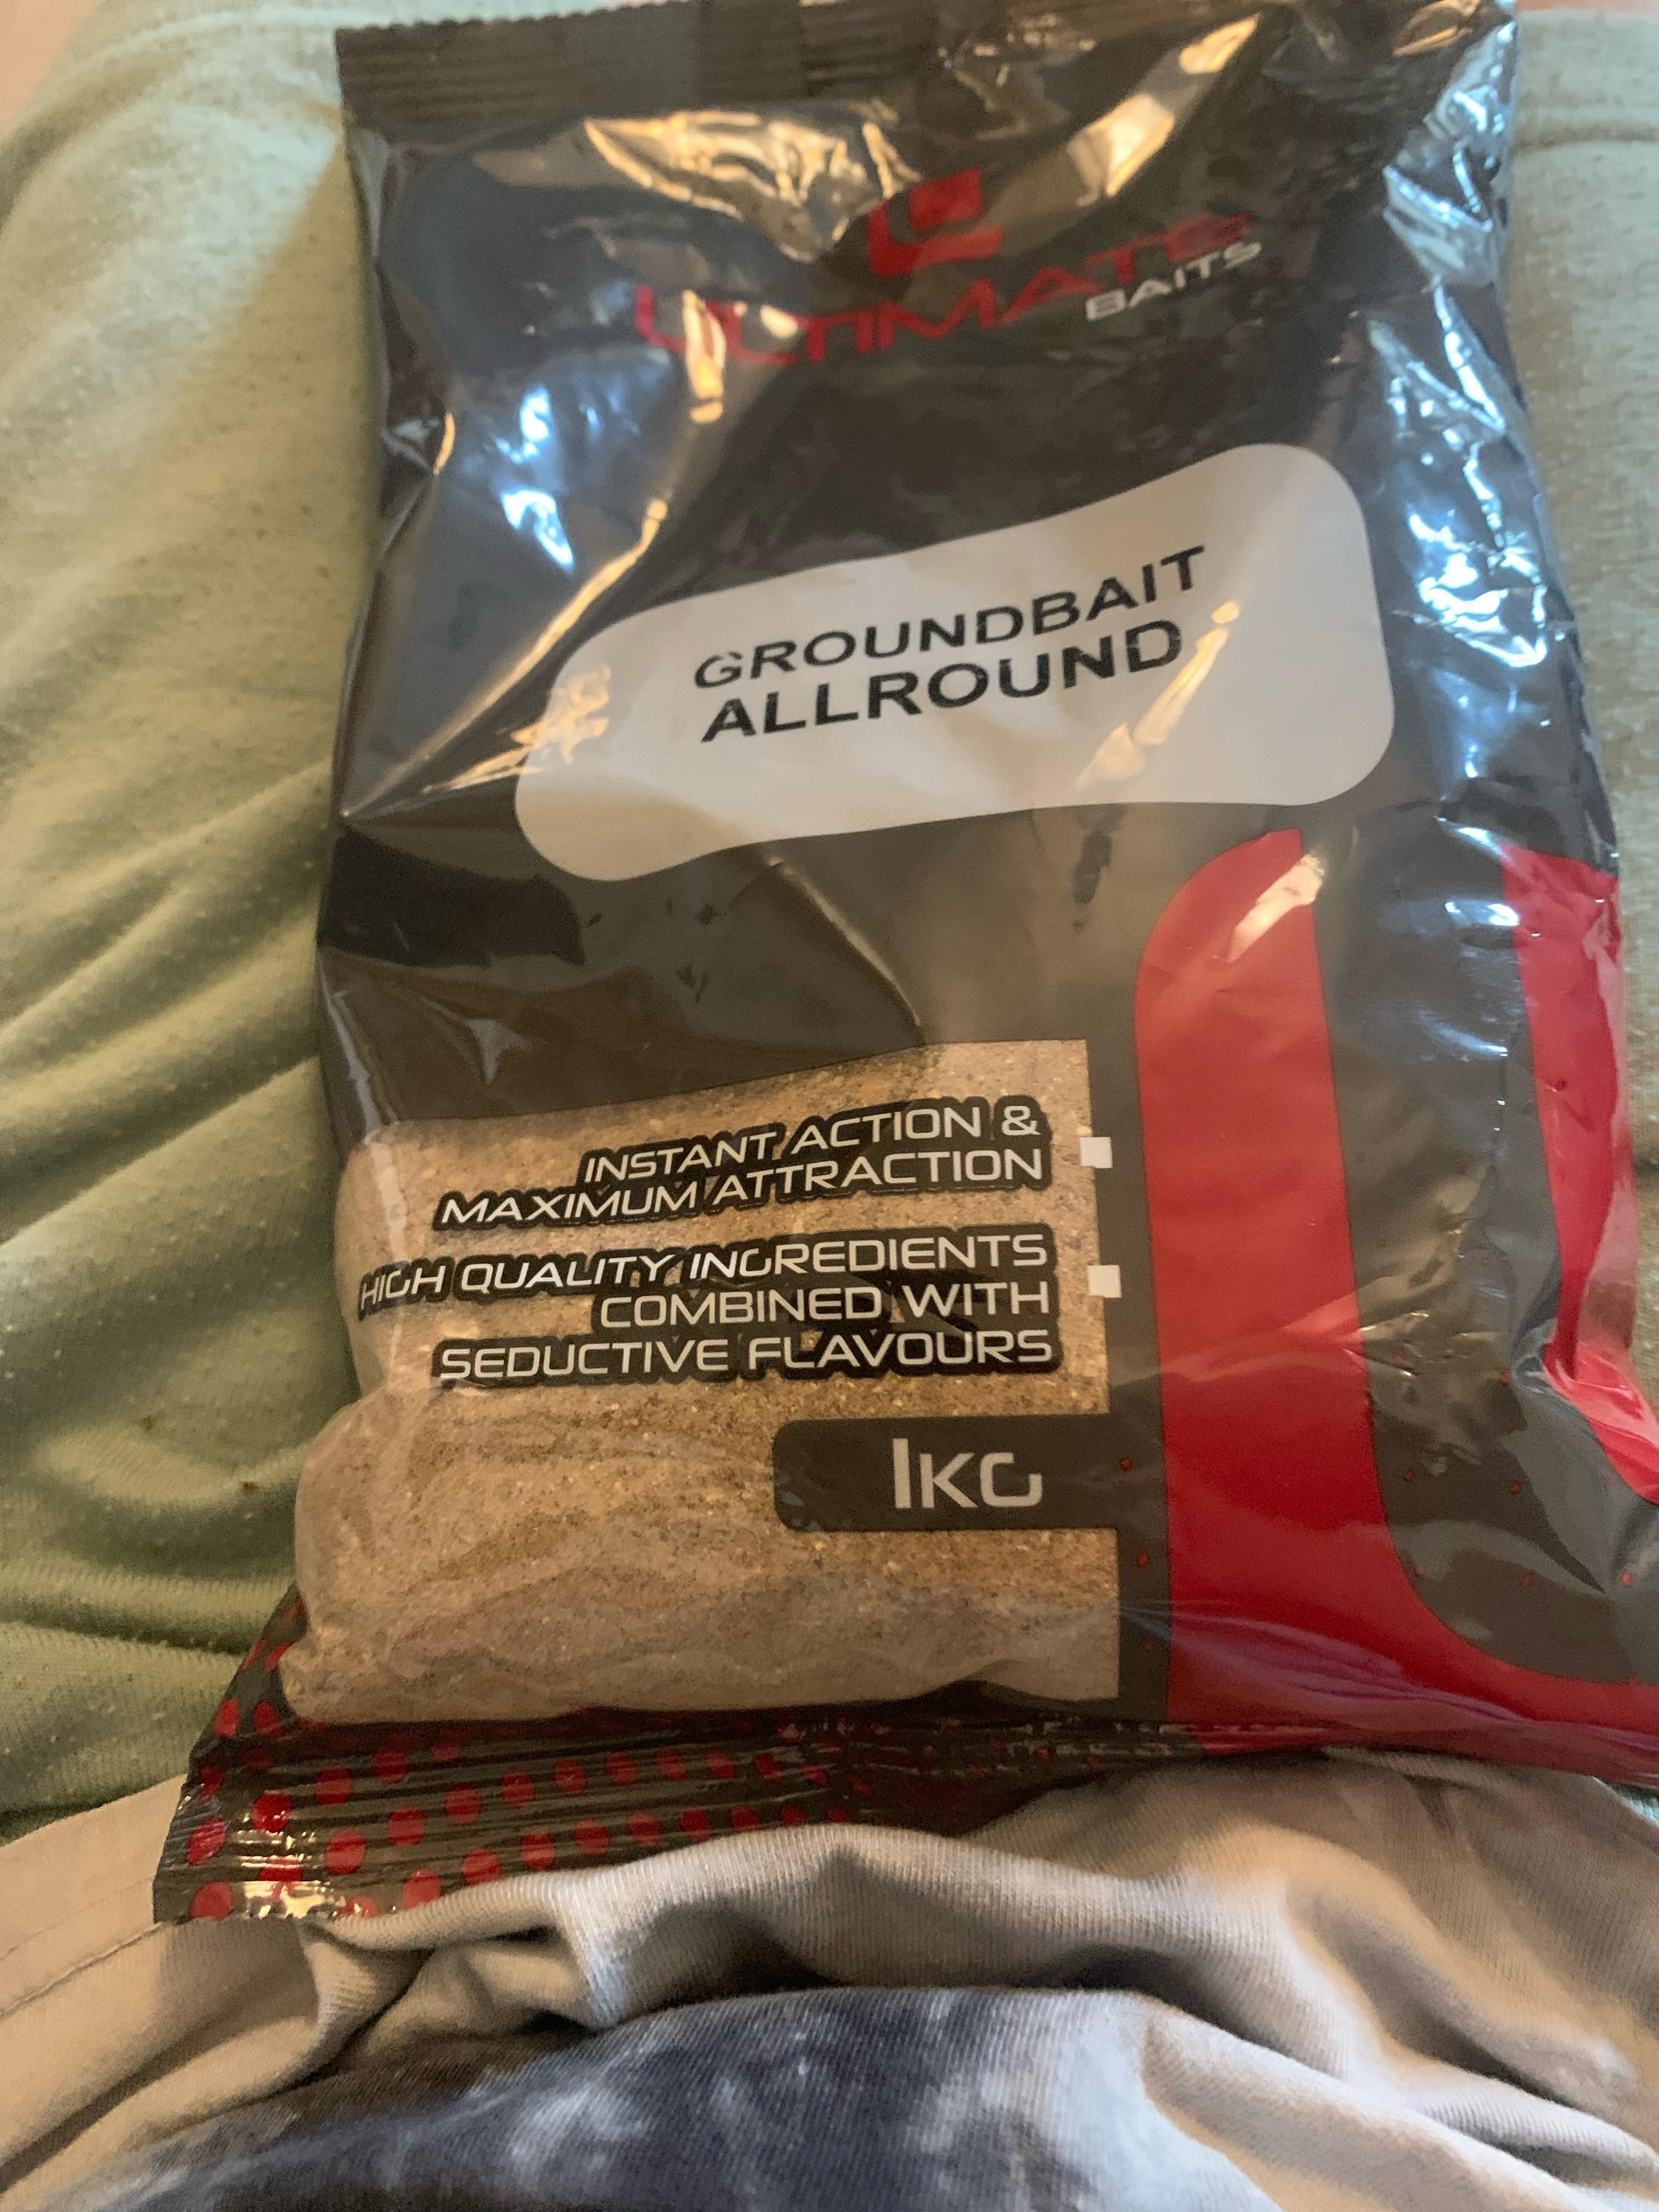 ULTIMATE
BAITS
GROUNDBAIT
ALLROUND
INSTANT ACTION &
MAXIMUM ATTRACTION
HIGH QUALITY INGREDIENTS
COMBINED WITH
SEDUCTIVE FLAVOURS
1KG